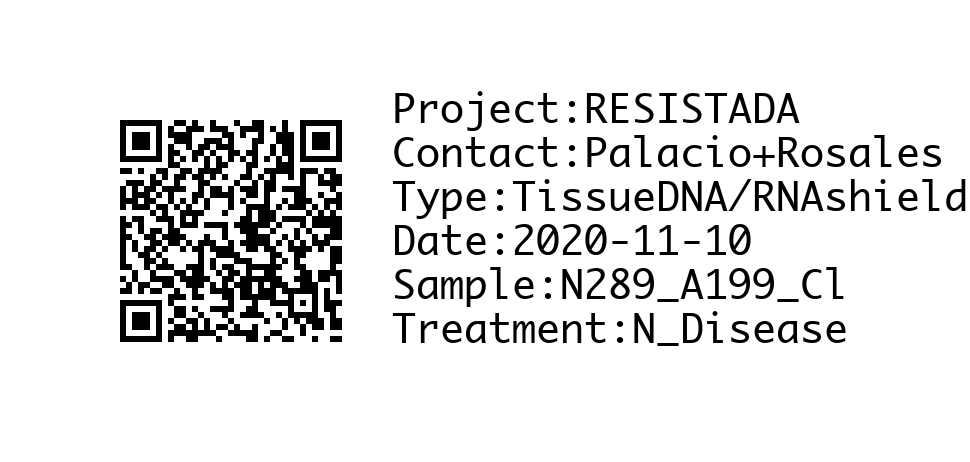 Project:RESISTADA
Contact:Palacio+Rosales
Type:TissueDNA/RNAshield
Date:2020-11-10
Sample:N289_A199_Cl
Treatment:N_Disease